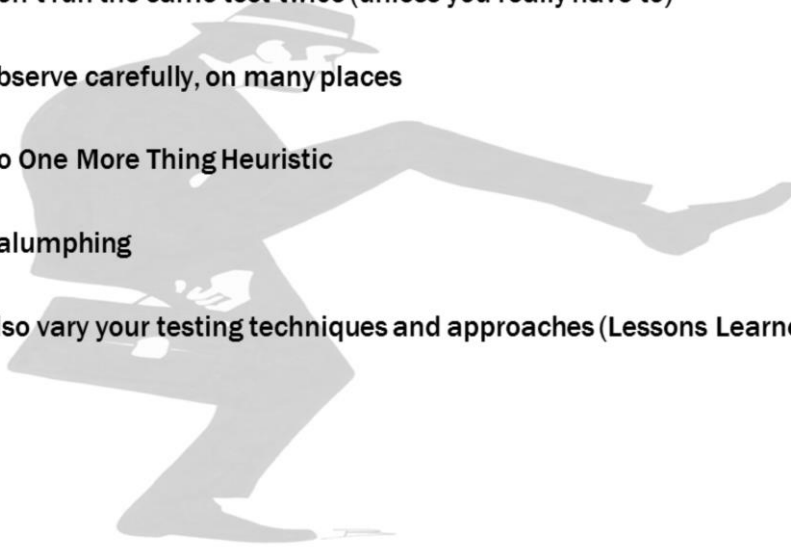 on't run the same test twice (unless you really have to)
bserve carefully, on many places
o One More Thing Heuristic
alumphing
lso vary your testing techniques and approaches (Lessons Learne